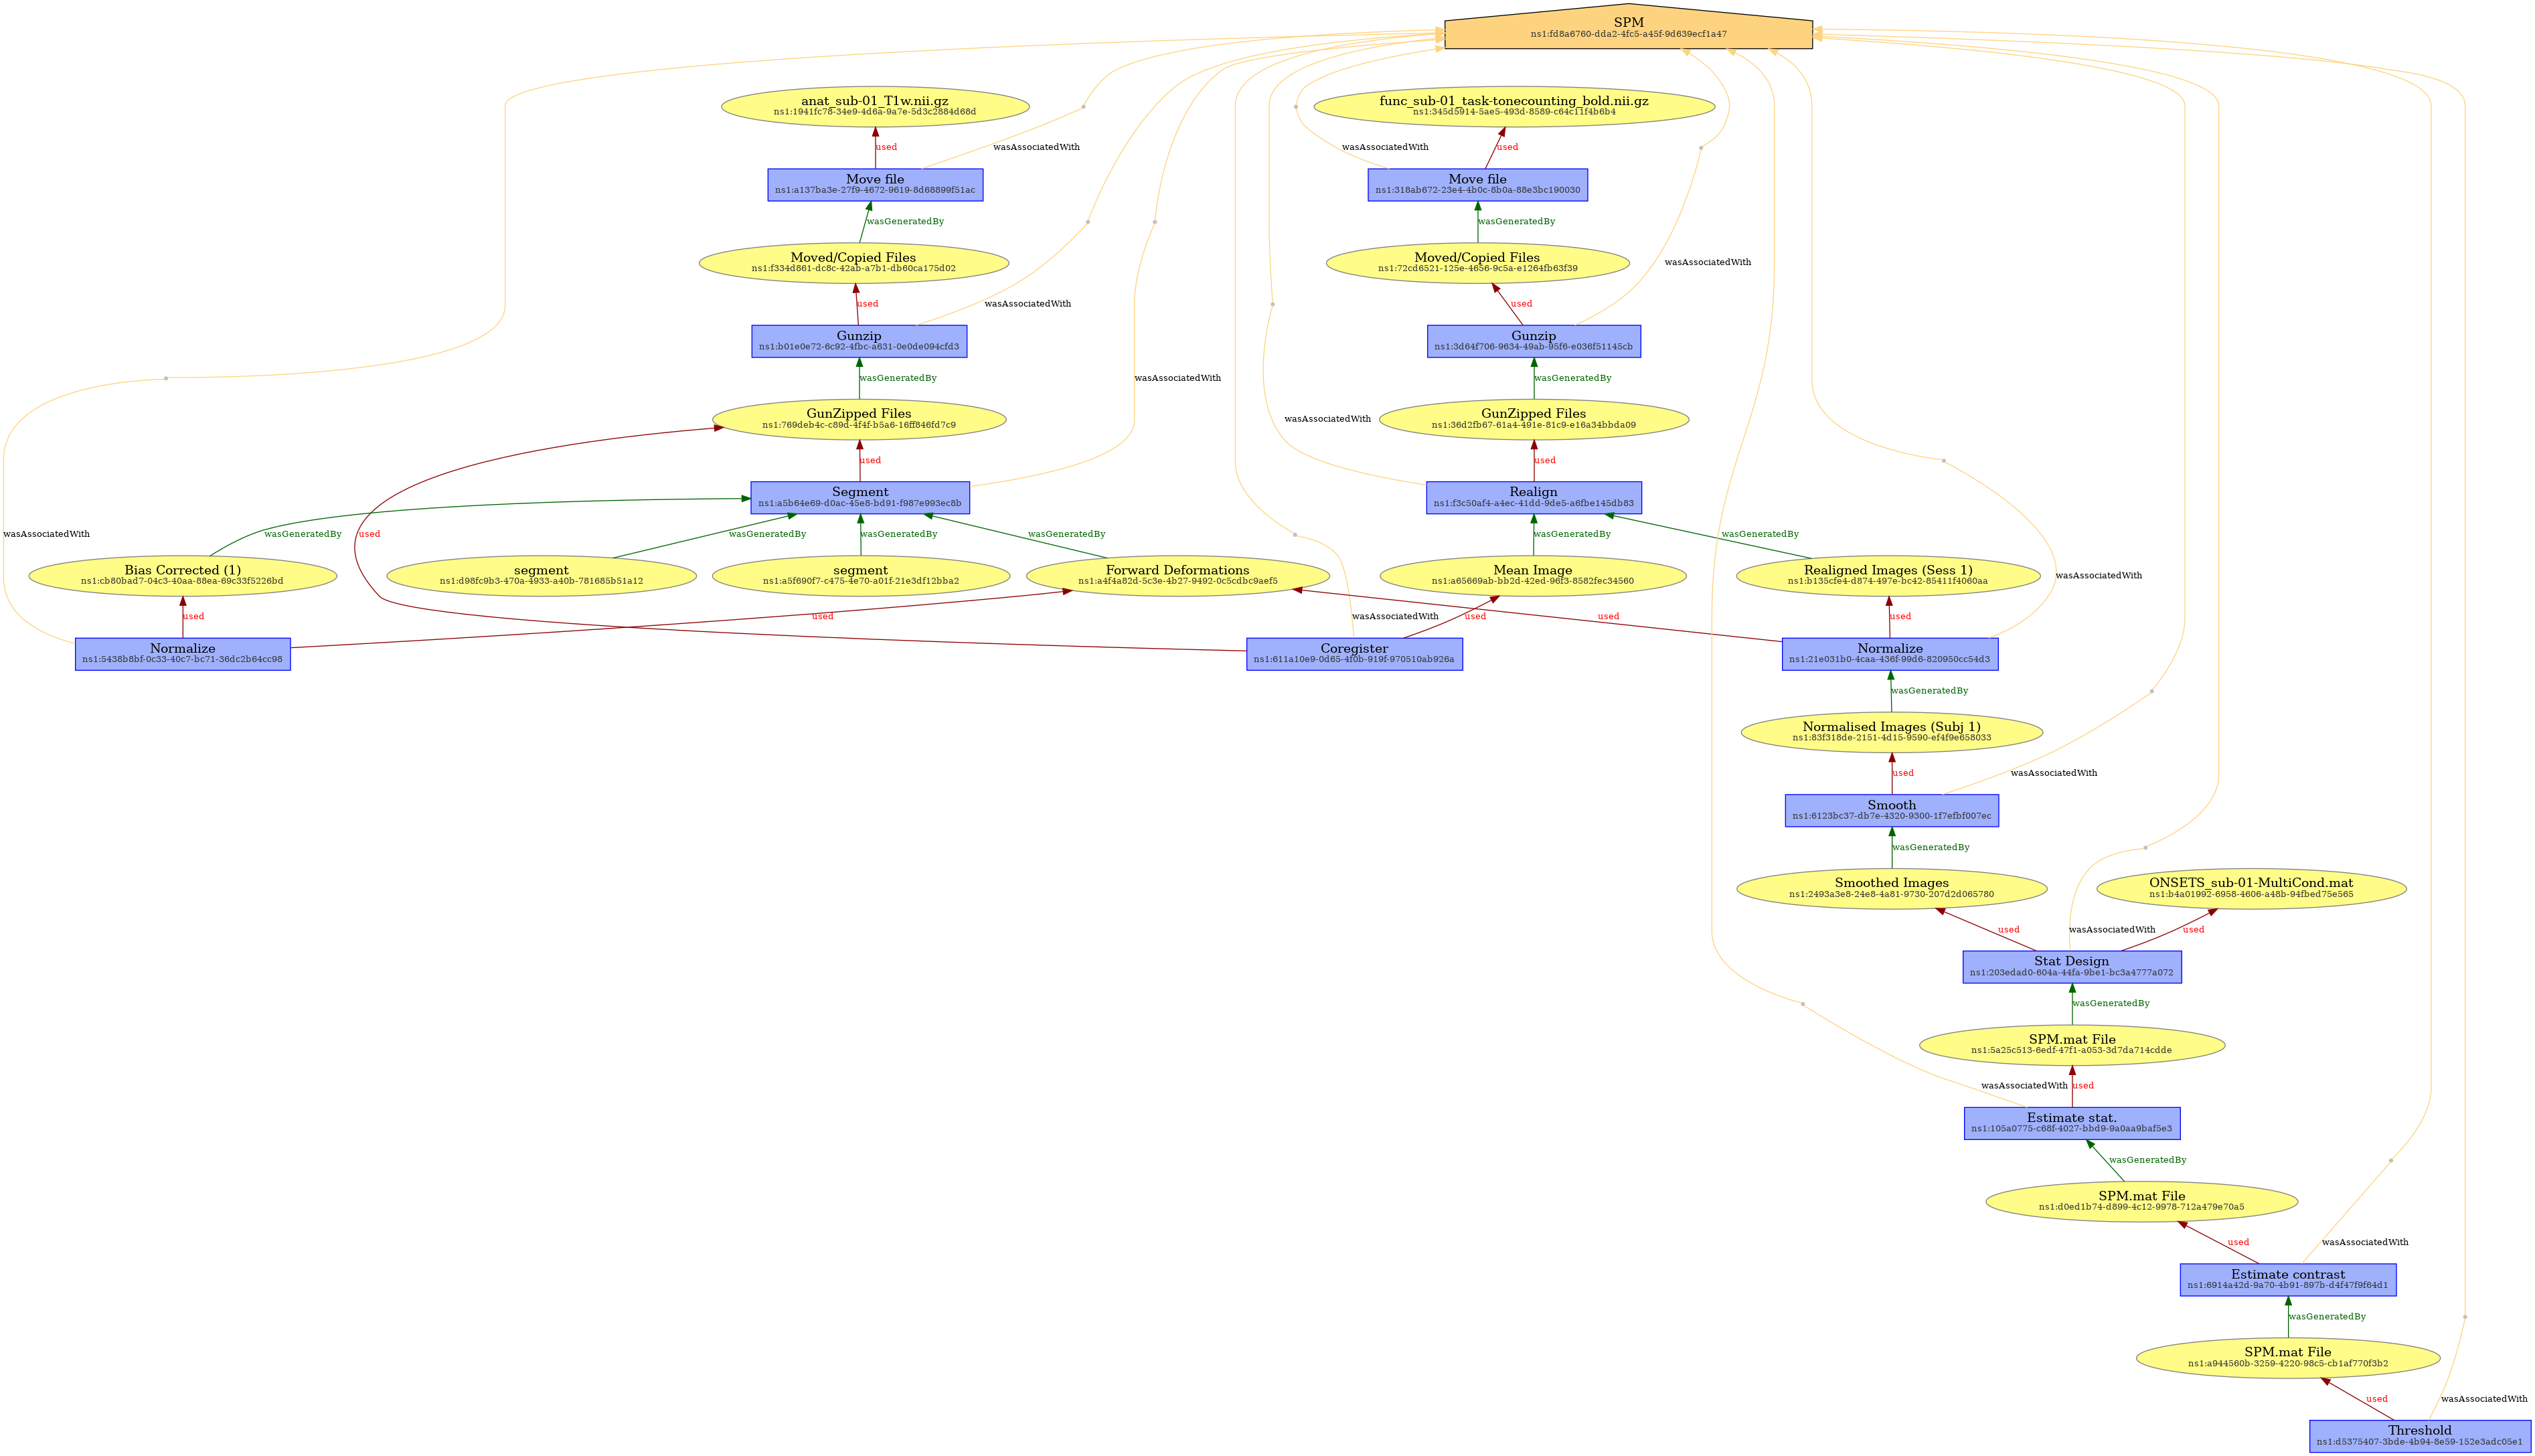 SPM
ns1:fd8a6760-dda2-4fc5-a45f-9d639ecf1a47
anat_sub-01_T1w.nii.gz
ns1:1941fc78-34e9-4d6a-9a7e-5d3c2884d68d
func_sub-01_task-tonecounting_bold.nii.gz
ns1:345d5914-5ae5-493d-8589-c64c11f4b6b4
used
wasAssociatedWith
wasAssociatedWith
used
Move file
ns1:a137ba3e-27f9-4672-9619-8d68899f51ac
Move file
ns1:318ab672-23e4-4b0c-8b0a-88e3bc190030
wasGeneratedBy
wasGeneratedBy
Moved/Copied Files
ns1:f334d861-dc8c-42ab-a7b1-db60ca175d02
Moved/Copied Files
ns1:72cd6521-125e-4656-9c5a-e1264fb63f39
wasAssociatedWith
used
wasAssociatedWith
used
Gunzip
ns1:b01e0e72-6c92-4fbc-a631-0e0de094cfd3
Gunzip
ns1:3d64f706-9634-49ab-95f6-e036f51145cb
wasGeneratedBy
wasAssociatedWith
wasGeneratedBy
GunZipped Files
ns1:769deb4c-c89d-4f4f-b5a6-16ff846fd7c9
GunZipped Files
ns1:36d2fb67-61a4-491e-81c9-e16a34bbda09
wasAssociatedWith
used
used
Segment
ns1:a5b64e69-d0ac-45e8-bd91-f987e993ec8b
Realign
ns1:f3c50af4-a4ec-41dd-9de5-a6fbe145db83
wasAssociatedWith
wasGeneratedBy
used
wasGeneratedBy
wasGeneratedBy
wasGeneratedBy
wasGeneratedBy
wasGeneratedBy
Bias Corrected (1)
ns1:cb80bad7-04c3-40aa-88ea-69c33f5226bd
segment
ns1:d98fc9b3-470a-4933-a40b-781685b51a12
segment
ns1:a5f690f7-c475-4e70-a01f-21e3df12bba2
Forward Deformations
ns1:a4f4a82d-5c3e-4b27-9492-0c5cdbc9aef5
Mean Image
ns1:a65669ab-bb2d-42ed-96f3-8582fec34560
Realigned Images (Sess 1)
ns1:b135cfe4-d874-497e-bc42-85411f4060aa
wasAssociatedWith
used
used
wasAssociatedWith
used
used
used
Normalize
ns1:5438b8bf-0c33-40c7-bc71-36dc2b64cc98
Coregister
ns1:611a10e9-0d65-4f0b-919f-970510ab926a
Normalize
ns1:21e031b0-4caa-436f-99d6-820950cc54d3
wasGeneratedBy
Normalised Images (Subj 1)
ns1:83f318de-2151-4d15-9590-ef4f9e658033
used
wasAssociatedWith
Smooth
ns1:6123bc37-db7e-4320-9300-1f7efbf007ec
wasGeneratedBy
Smoothed Images
ns1:2493a3e8-24e8-4a81-9730-207d2d065780
ONSETS_sub-01-MultiCond.mat
ns1:b4a01992-6958-4606-a48b-94fbed75e565
used
wasAssociatedWith
used
Stat Design
ns1:203edad0-604a-44fa-9be1-bc3a4777a072
wasGeneratedBy
SPM.mat File
ns1:5a25c513-6edf-47f1-a053-3d7da714cdde
wasAssociatedWith
used
Estimate stat.
ns1:105a0775-c68f-4027-bbd9-9a0aa9baf5e3
wasGeneratedBy
SPM.mat File
ns1:d0ed1b74-d899-4c12-9978-712a479e70a5
used
wasAssociatedWith
Estimate contrast
ns1:6914a42d-9a70-4b91-897b-d4f47f9f64d1
wasGeneratedBy
SPM.mat File
ns1:a944560b-3259-4220-98c5-cb1af770f3b2
used
wasAssociatedWith
Threshold
ns1:d5375407-3bde-4b94-8e59-152e3adc05e1